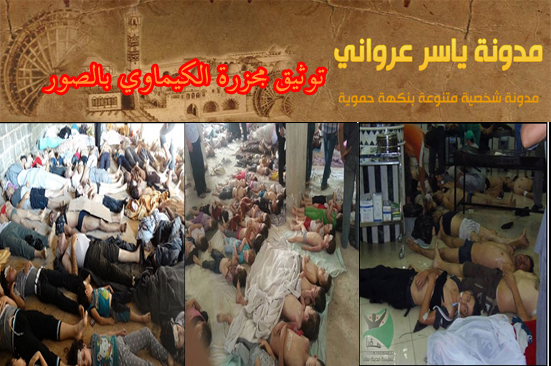 مدونة ياسر عرواني
توثيق مجزرة الكيماوي بالصور
مدونة شخصية متنوعة بنكهة حموية